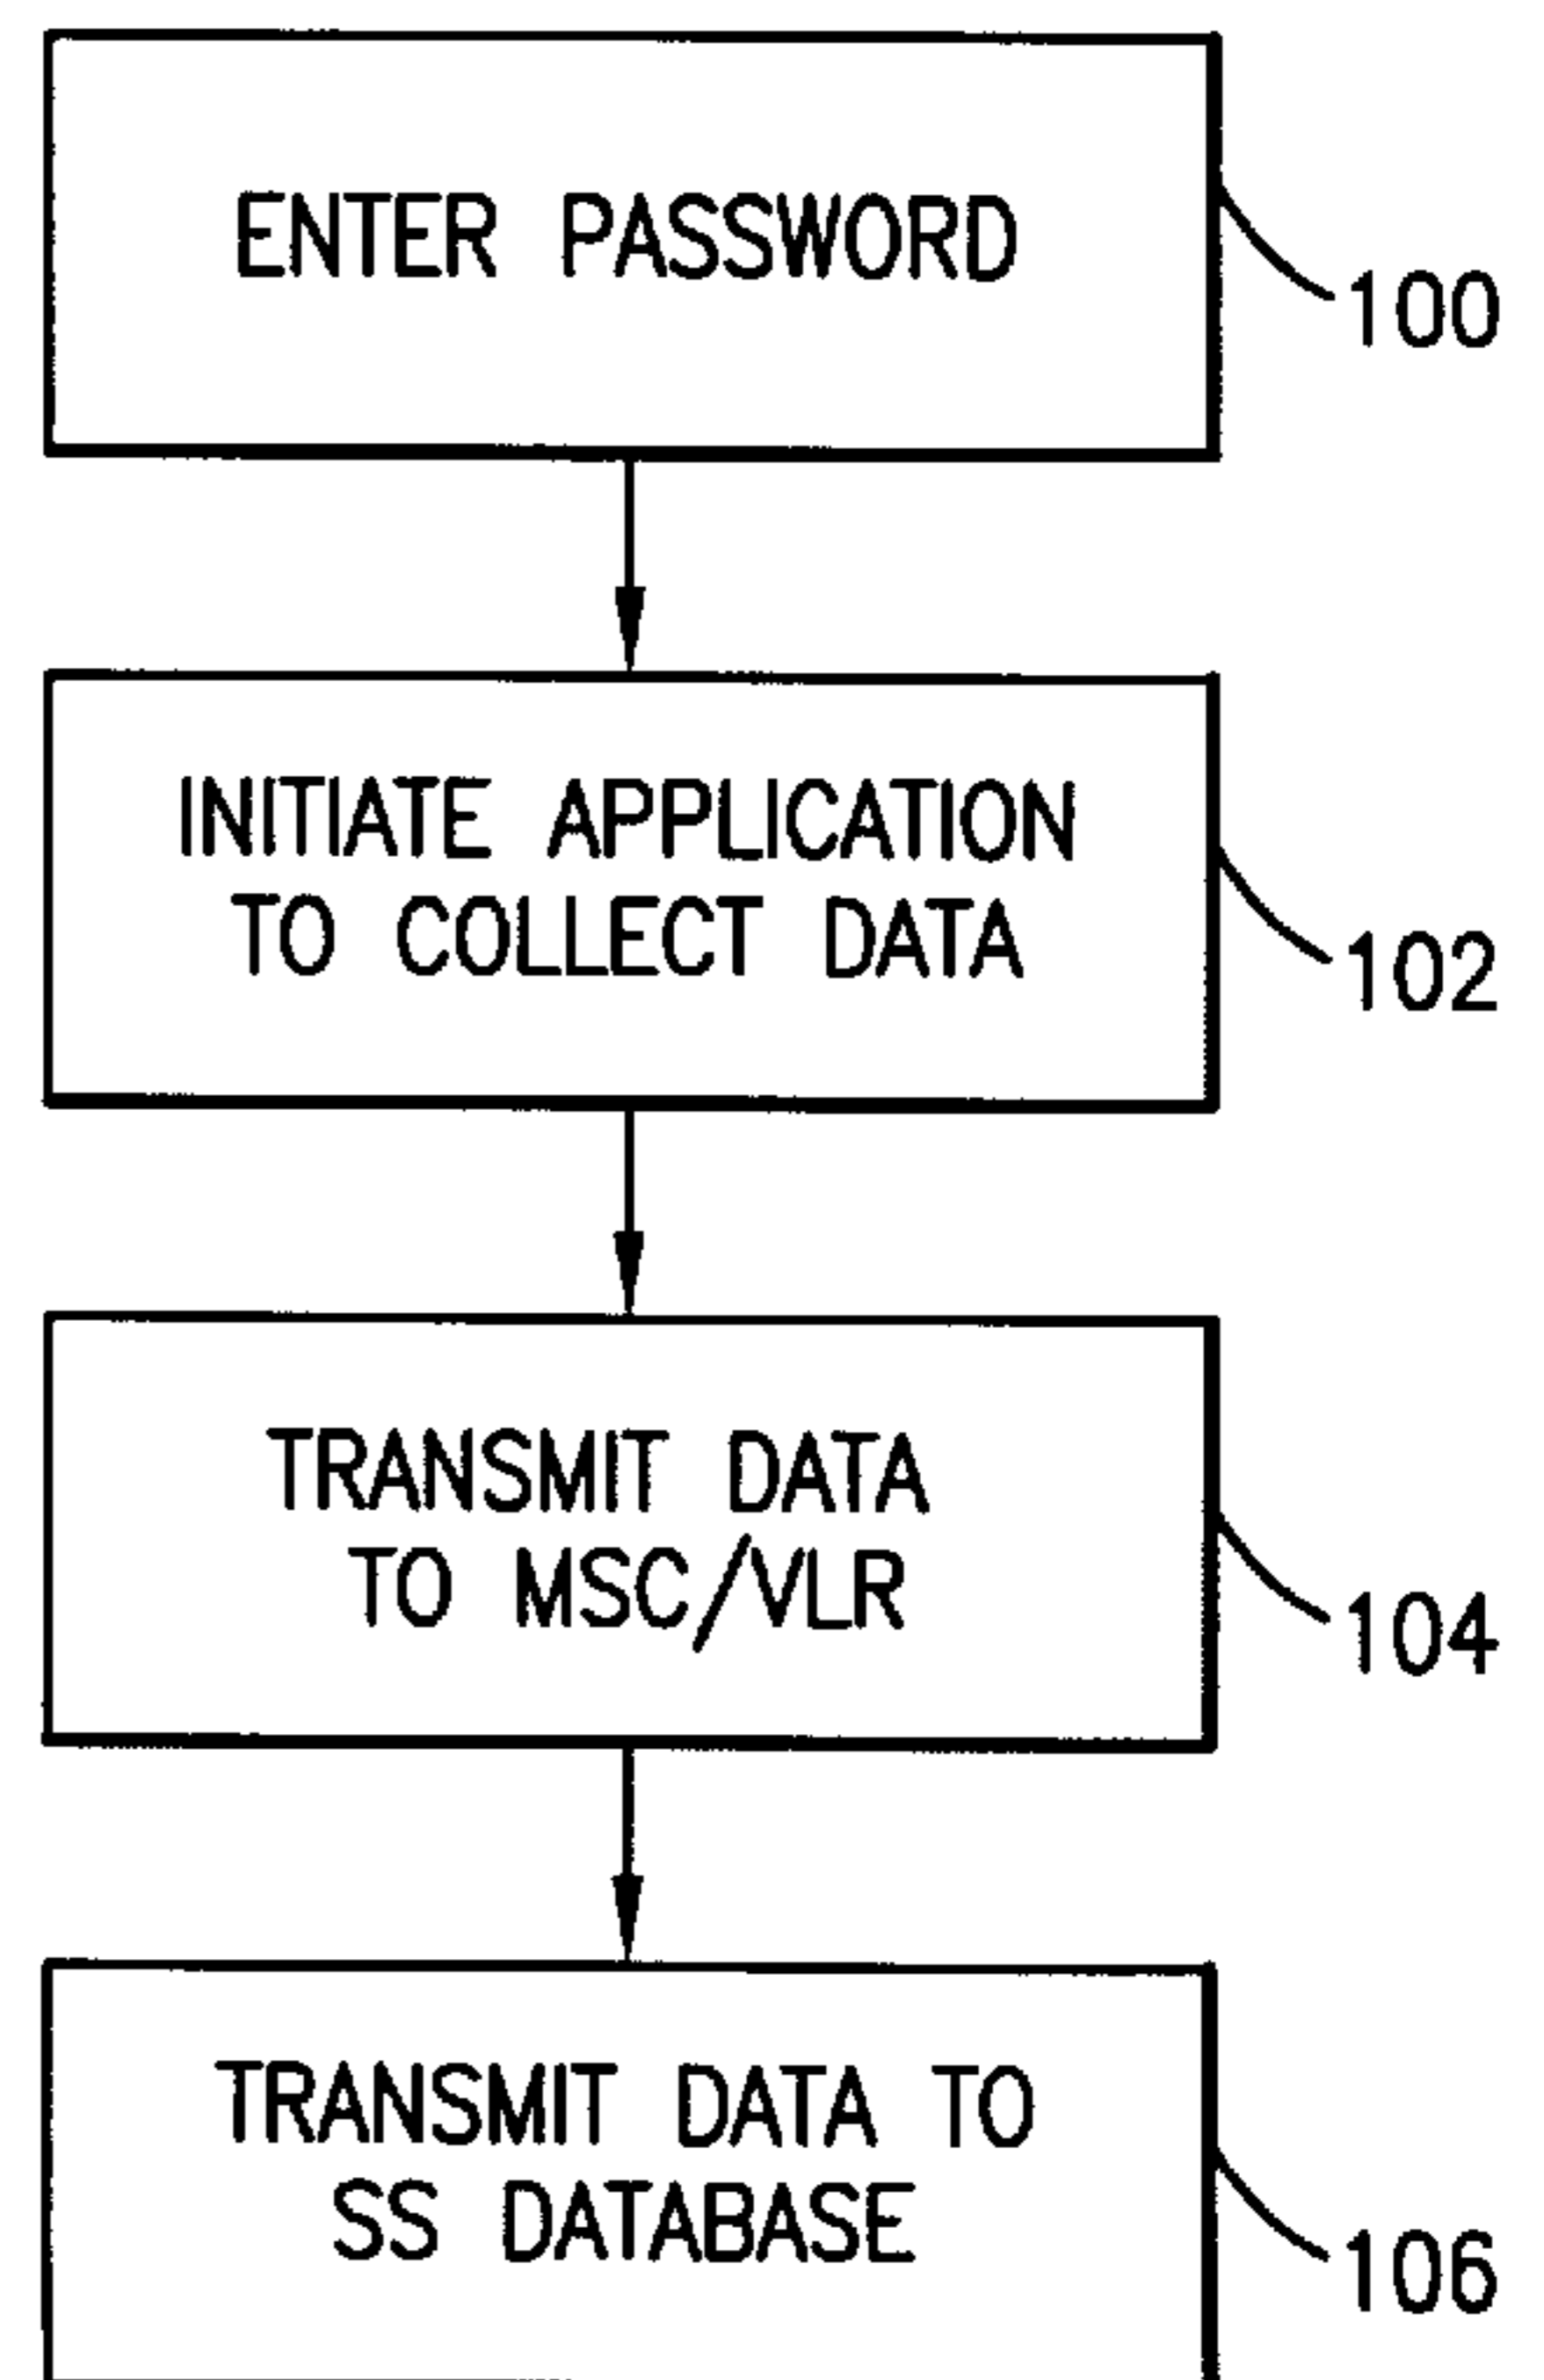 ENTER PASSWORD
100
INITIATE APPLICATION
TO COLLECT DATA
102
TRANSMIT DATA
TO MSC/VLR
104
TRANSMIT DATA TO
SS DATABASE
106